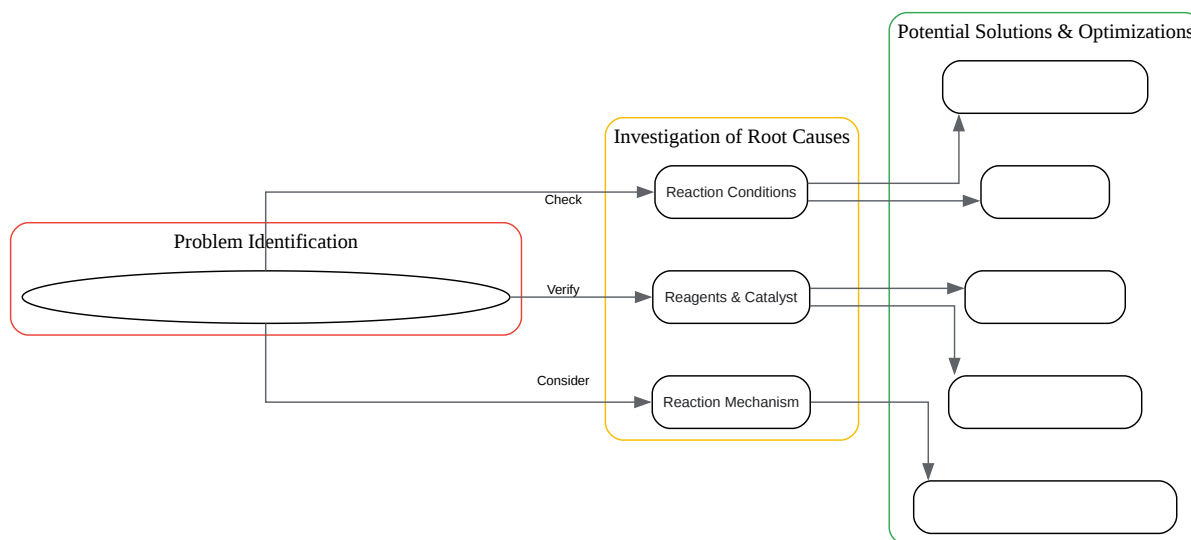 Potential Solutions & Optimizations
Investigation of Root Causes
Reaction Conditions
Check
Problem Identification
Verify
Reagents & Catalyst
Consider
Reaction Mechanism